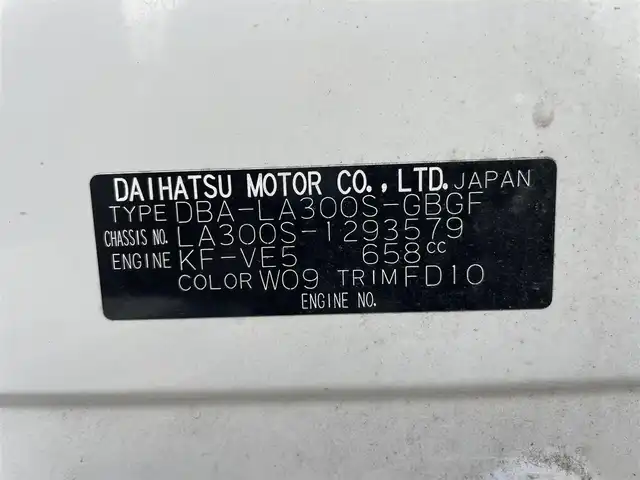 DAIHATSU MOTOR CO.,LTD. JAPAN
TYPE DBA-LA300S-GBGF
CHASSIS NO. LA300S-1293579
ENGINE KF-VE5 658cc
COLOR W09 TRIM FD10
ENGINE NO.